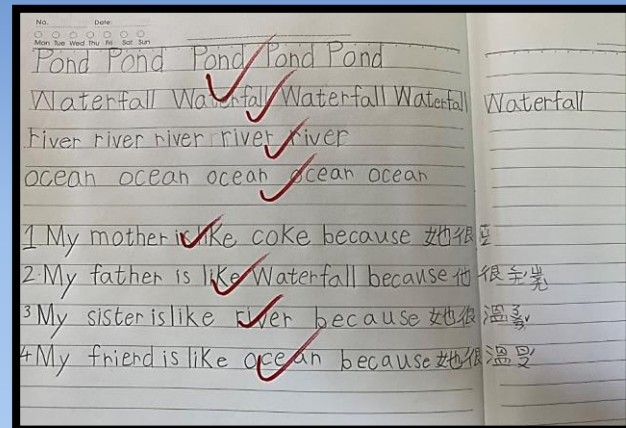 No. Date:
Mon Tue Wed Thu Fri Sat Sun
Pond Pond Pond Pond Pond
Waterfall Waterfall Waterfall Waterfall Waterfall
river river river river river
ocean ocean ocean ocean ocean
1 My mother is like coke because 她很
2. My father is like Waterfall because 他很
3 My sister is like river because 她很溫
4 My friend is like ocean because 她很溫